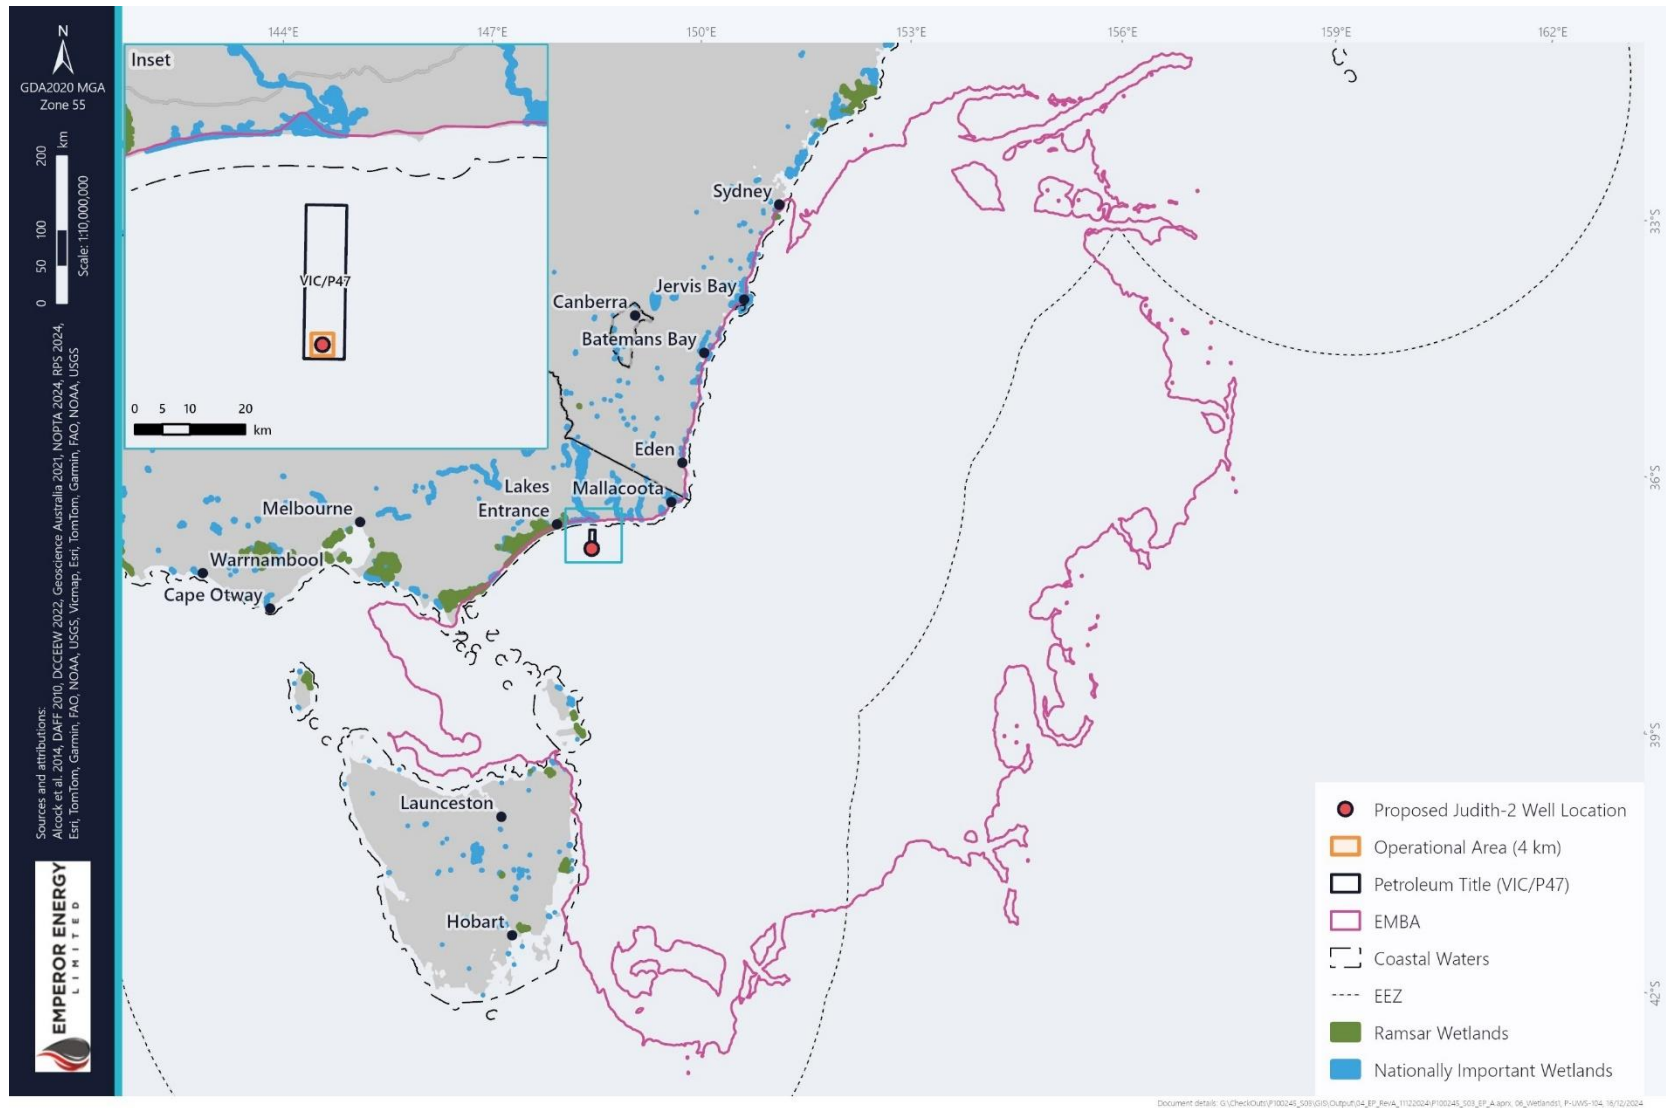 N
GDA2020 MGA
Zone 55
0 50 100 200
km
Scale: 1:10,000,000
Sources and attributions:
Alcock et al. 2014, DAFF 2010, DCCEEW 2022, Geoscience Australia 2021, NOPTA 2024, RPS 2024,
Esri, TomTom, Garmin, FAO, NOAA, USGS, Vicmap, Esri, TomTom, Garmin, FAO, NOAA, USGS
EMPEROR ENERGY
LIMITED
144°E 147°E 150°E 153°E 156°E 159°E 162°E
Inset
VIC/P47
0 5 10 20
km
Sydney
Jervis Bay
Canberra
Batemans Bay
Eden
Lakes
Entrance
Mallacoota
Melbourne
Warrnambool
Cape Otway
Launceston
Hobart
33°S
36°S
39°S
42°S
Proposed Judith-2 Well Location
Operational Area (4 km)
Petroleum Title (VIC/P47)
EMBA
Coastal Waters
EEZ
Ramsar Wetlands
Nationally Important Wetlands